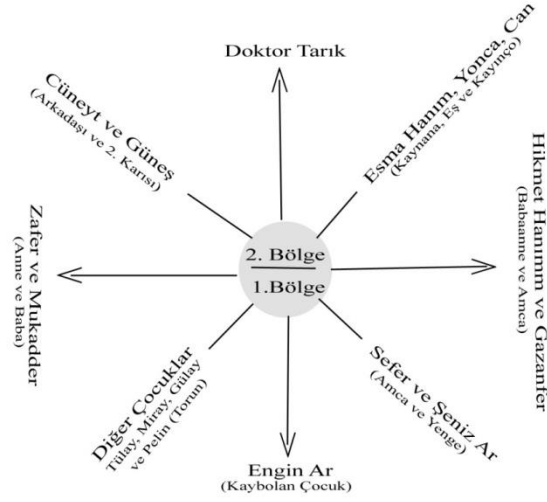 Doktor Tarık
Cüneyt ve Güneş
(Arkadaşı ve 2. Karısı)
Esma Hanım, Yonca, Can
(Kaynana, Eş ve Kayınço)
Zafer ve Mukadder
(Anne ve Baba)
2. Bölge
1.Bölge
Hikmet Hanımm ve Gazanfer
(Babaanne ve Amca)
Diğer Çocuklar
Tülay, Miray, Gülay
ve Pelin (Torun)
Engin Ar
(Kaybolan Çocuk)
Sefer ve Şeniz Ar
(Amca ve Yenge)